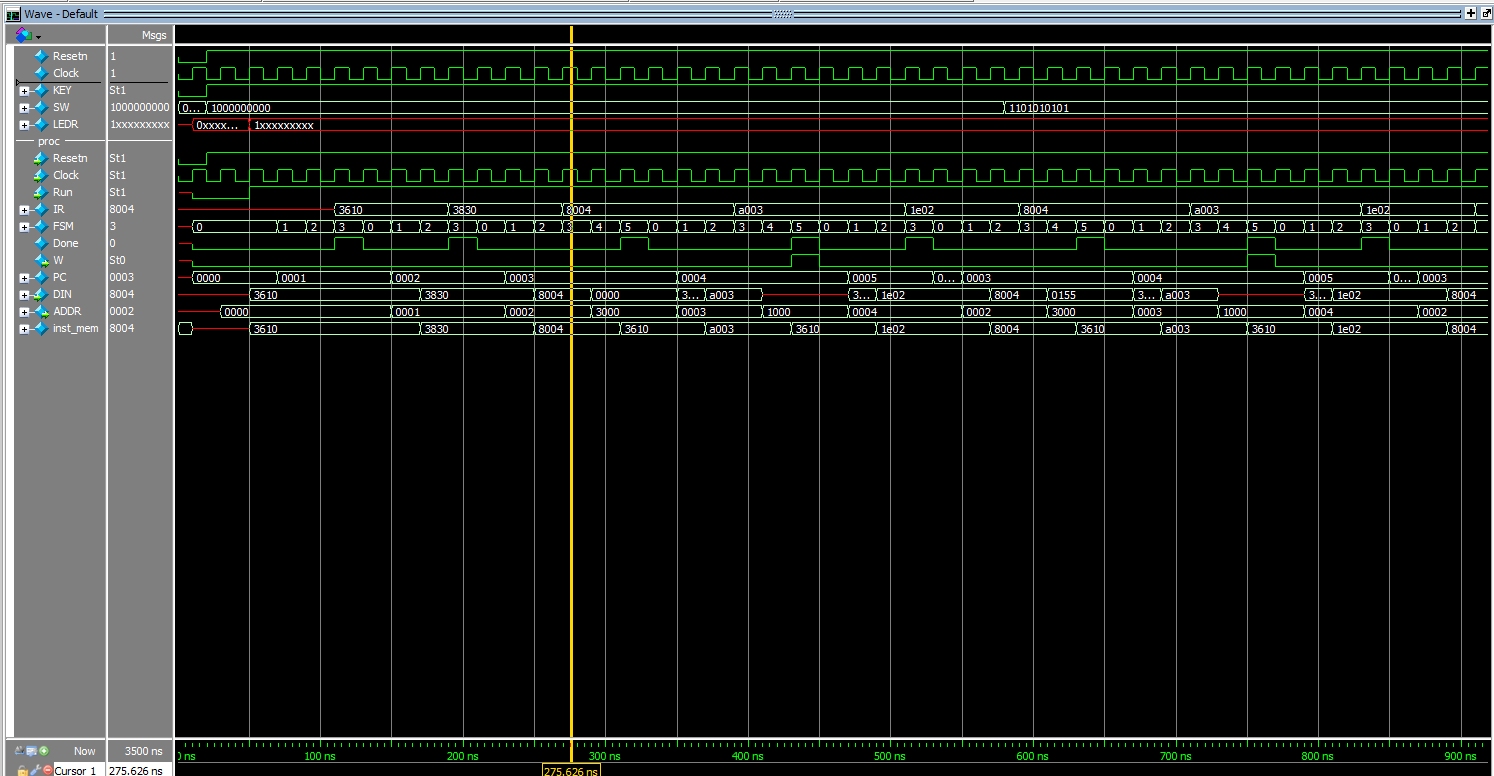 Wave - Default
Msgs
Resetn 1
Clock 1
KEY St1
SW 1000000000 0... 1000000000 1101010101
LEDR 1xxxxxxxxx 0xxxx... 1xxxxxxxxx
proc
Resetn St1
Clock St1
Run St1
IR 8004 3610 3830 8004 a003 1e02 8004 a003 1e02
FSM 3 0 1 2 3 0 1 2 3 0 1 2 3 4 5 0 1 2 3 4 5 0 1 2 3 0 1 2 3 4 5 0 1 2 3 4 5 0 1 2 3 0 1 2
Done 0
W St0
PC 0003 0000 0001 0002 0003 0004 0005 0... 0003 0004 0005 0... 0003
DIN 8004 3610 3830 8004 0000 3... a003 3... 1e02 8004 0155 3... a003 3... 1e02 8004
ADDR 0002 0000 0001 0002 3000 0003 1000 0004 0002 3000 0003 1000 0004 0002
inst_mem 8004 3610 3830 8004 3610 a003 3610 1e02 8004 3610 a003 3610 1e02 8004
Now 3500 ns ns 100 ns 200 ns 300 ns 400 ns 500 ns 600 ns 700 ns 800 ns 900 ns
Cursor 1 275.626 ns 275.626 ns